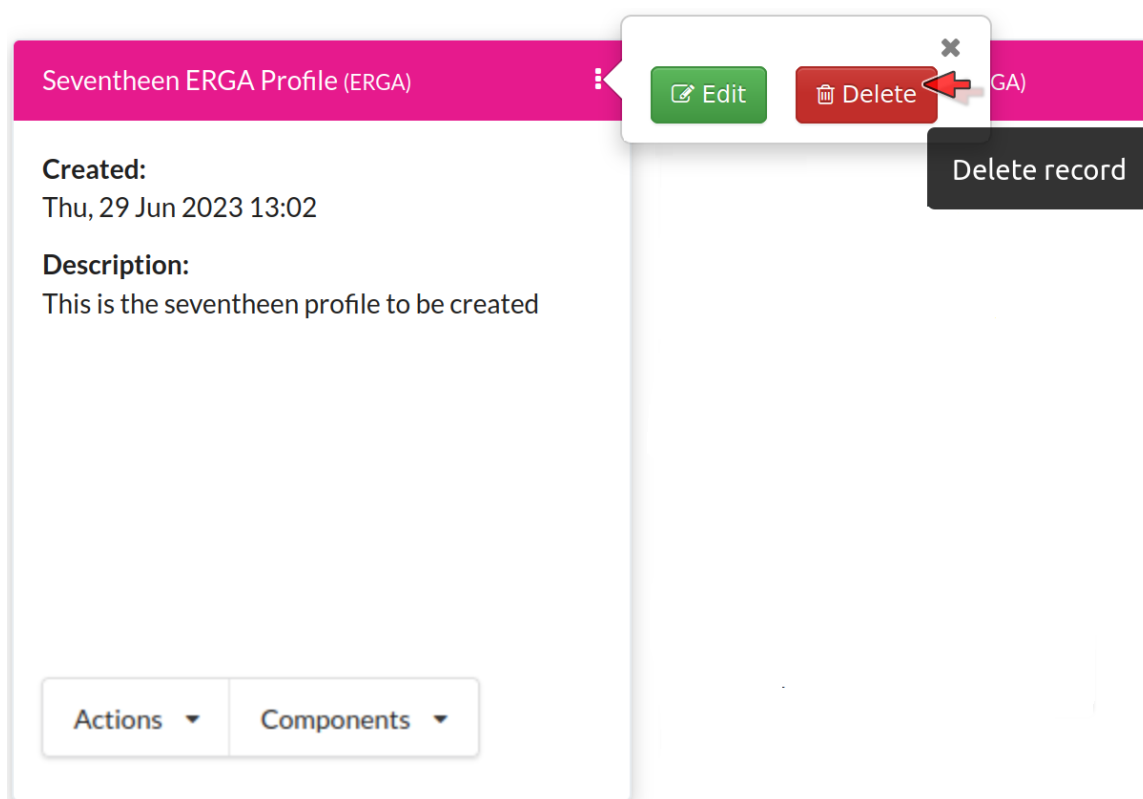 Seventheen ERGA Profile (ERGA)
Edit
Delete
GA)
Delete record
Created:
Thu, 29 Jun 2023 13:02
Description:
This is the seventheen profile to be created
Actions
Components